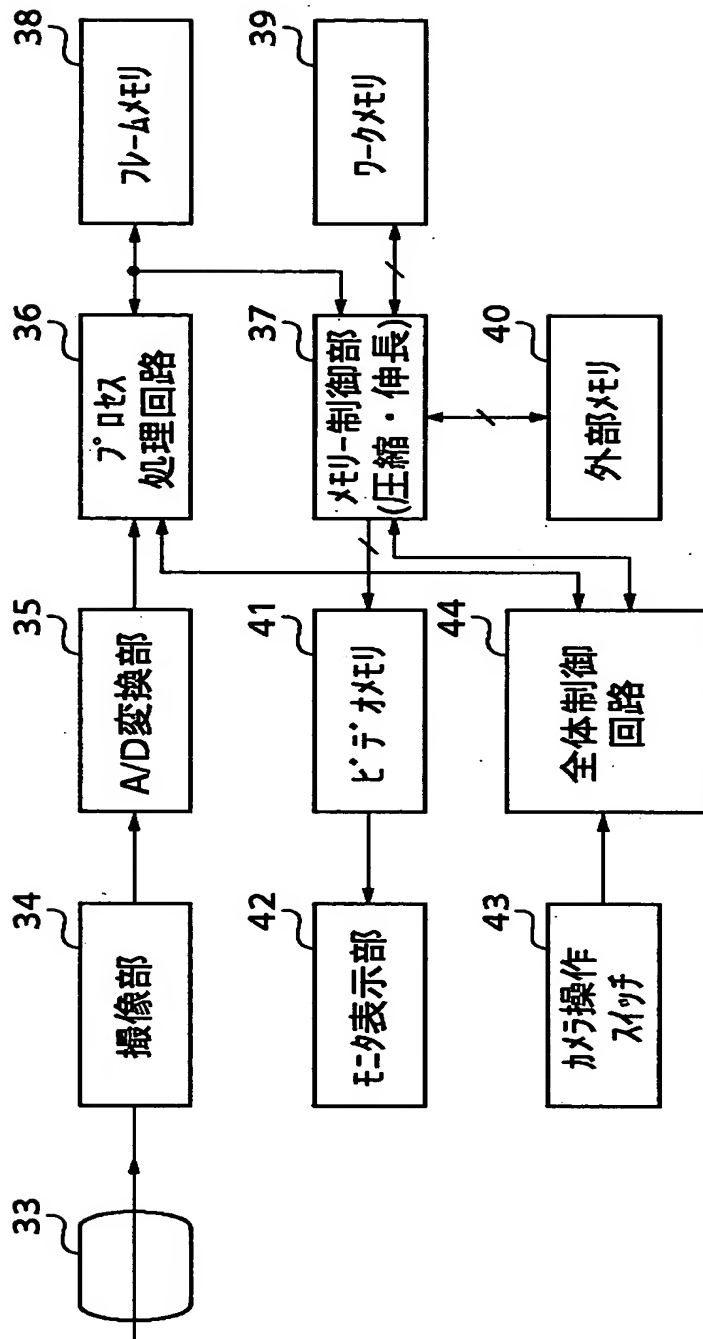 33
34
撮像部
35
A/D変換部
36
プロセス
処理回路
38
フレームメモリ
42
モニタ表示部
41
ビデオメモリ
37
メモリー制御部
(圧縮・伸長)
39
ワークメモリ
43
カメラ操作
スイッチ
44
全体制御
回路
40
外部メモリ